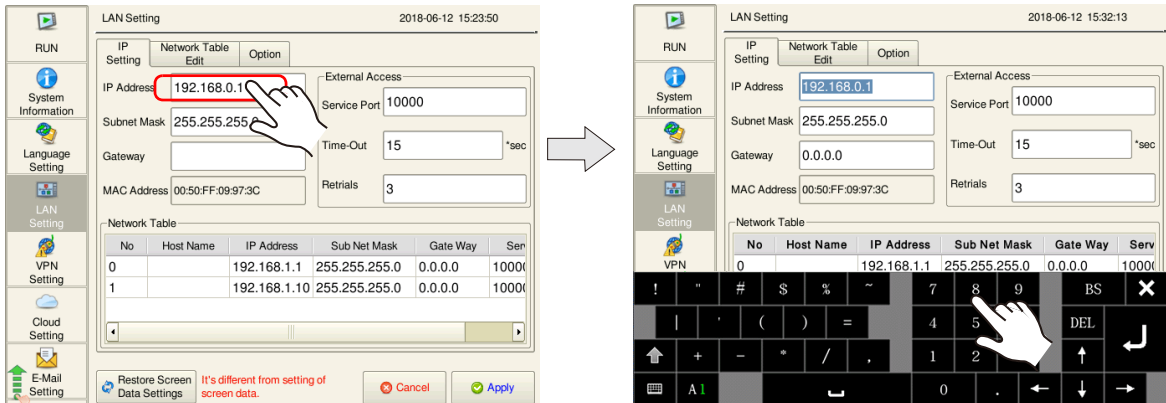 RUN
System
Information
Language
Setting
LAN
Setting
VPN
Setting
Cloud
Setting
E-Mail
Setting
LAN Setting 2018-06-12 15:23:50
IP
Setting
Network Table
Edit
Option
IP Address 192.168.0.1
Subnet Mask 255.255.255.0
Gateway
MAC Address 00:50:FF:09:97:3C
External Access
Service Port 10000
Time-Out 15 *sec
Retrials 3
Network Table
No Host Name IP Address Sub Net Mask Gate Way Serv
0 192.168.1.1 255.255.255.0 0.0.0.0 10000
1 192.168.1.10 255.255.255.0 0.0.0.0 10000
Restore Screen
Data Settings
It's different from setting of
screen data.
Cancel Apply
RUN
System
Information
Language
Setting
LAN
Setting
VPN
LAN Setting 2018-06-12 15:32:13
IP
Setting
Network Table
Edit
Option
IP Address 192.168.0.1
Subnet Mask 255.255.255.0
Gateway 0.0.0.0
MAC Address 00:50:FF:09:97:3C
External Access
Service Port 10000
Time-Out 15 *sec
Retrials 3
Network Table
No Host Name IP Address Sub Net Mask Gate Way Serv
0 192.168.1.1 255.255.255.0 0.0.0.0 10000
! " # $ % ~ 7 8 9 BS
| ' ( ) = 4 5 DEL
+ - * / , 1 2
A1 0 .